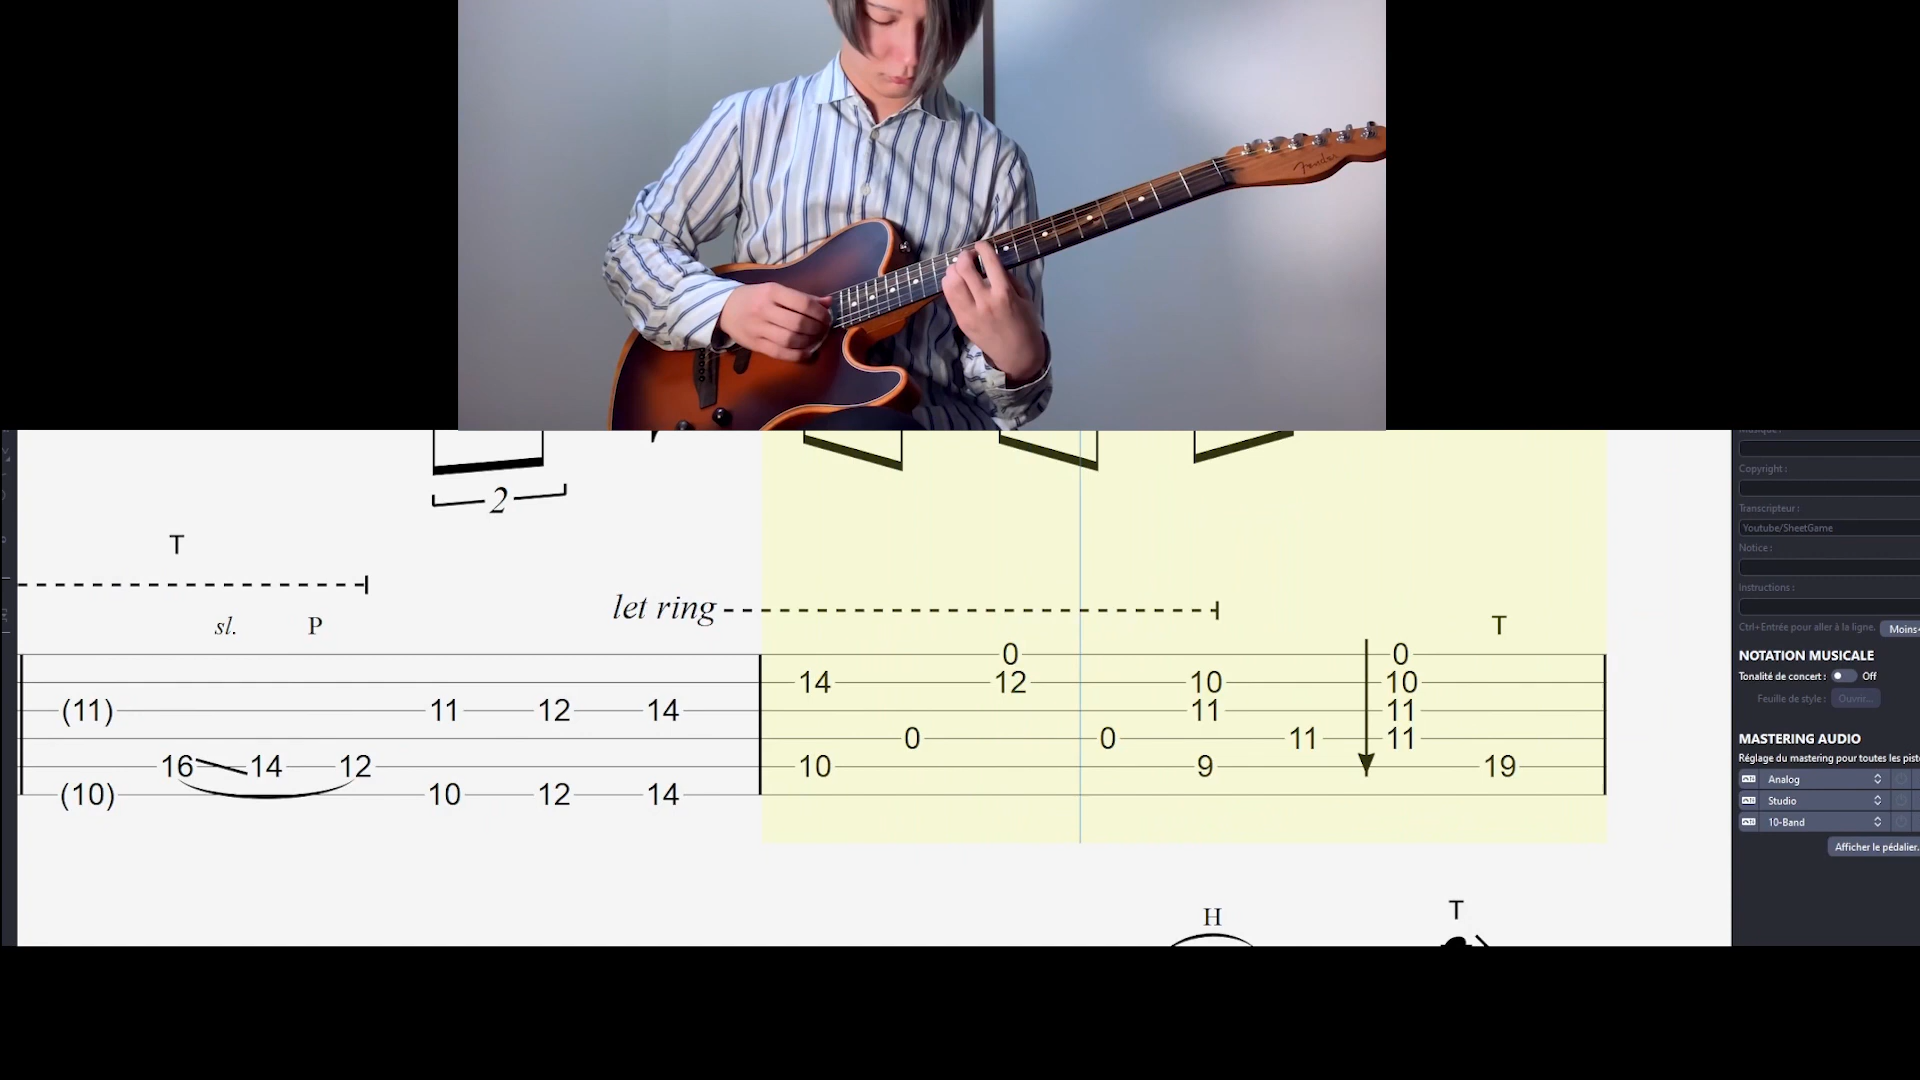 Fender
Copyright :
Transcripteur :
Youtube/SheetGame
Notice :
Instructions :
Ctrl+Entrée pour aller à la ligne. Moins
NOTATION MUSICALE
Tonalité de concert : Off
Feuille de style : Ouvrir...
MASTERING AUDIO
Réglage du mastering pour toutes les pist
Analog
Studio
10-Band
Afficher le pédalier.
2
T
let ring
sl. P T
0 0
14 12 10 10
(11) 11 12 14 11 11
0 0 11 11
16 14 12 10 9 19
(10) 10 12 14
H T